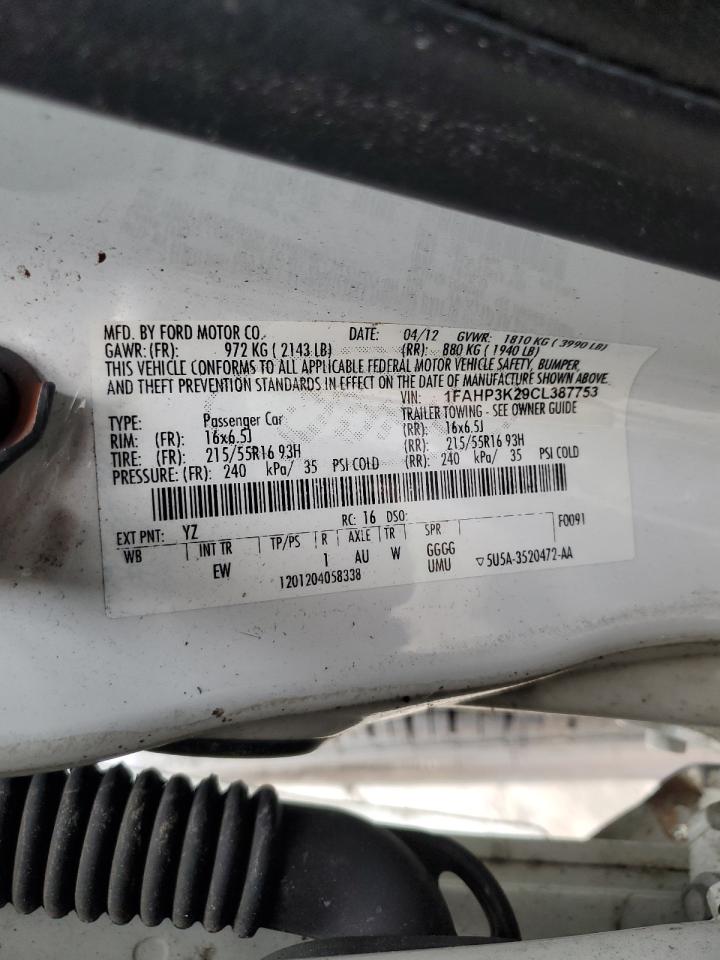 MFD. BY FORD MOTOR CO. DATE: 04/12 GVWR: 1810 KG ( 3990 LB)
GAWR: (FR): 972 KG ( 2143 LB) (RR): 880 KG ( 1940 LB)
THIS VEHICLE CONFORMS TO ALL APPLICABLE FEDERAL MOTOR VEHICLE SAFETY, BUMPER,
AND THEFT PREVENTION STANDARDS IN EFFECT ON THE DATE OF MANUFACTURE SHOWN ABOVE.
VIN: 1FAHP3K29CL387753
TYPE: Passenger Car TRAILER TOWING - SEE OWNER GUIDE
RIM: (FR): 16x6.5J (RR): 16x6.5J
TIRE: (FR): 215/55R16 93H (RR): 215/55R16 93H
PRESSURE: (FR): 240 kPa/ 35 PSI COLD (RR): 240 kPa/ 35 PSI COLD
EXT PNT: YZ RC: 16 DSO: F0091
WB INT TR TP/PS R AXLE TR SPR
EW 1 AU W GGGG
UMU ▽5U5A-3520472-AA
1201204058338